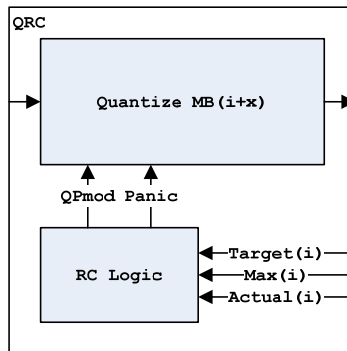 QRC
Quantize MB(i+x)
QPmod Panic
Target(i)
RC Logic
Max(i)
Actual(i)